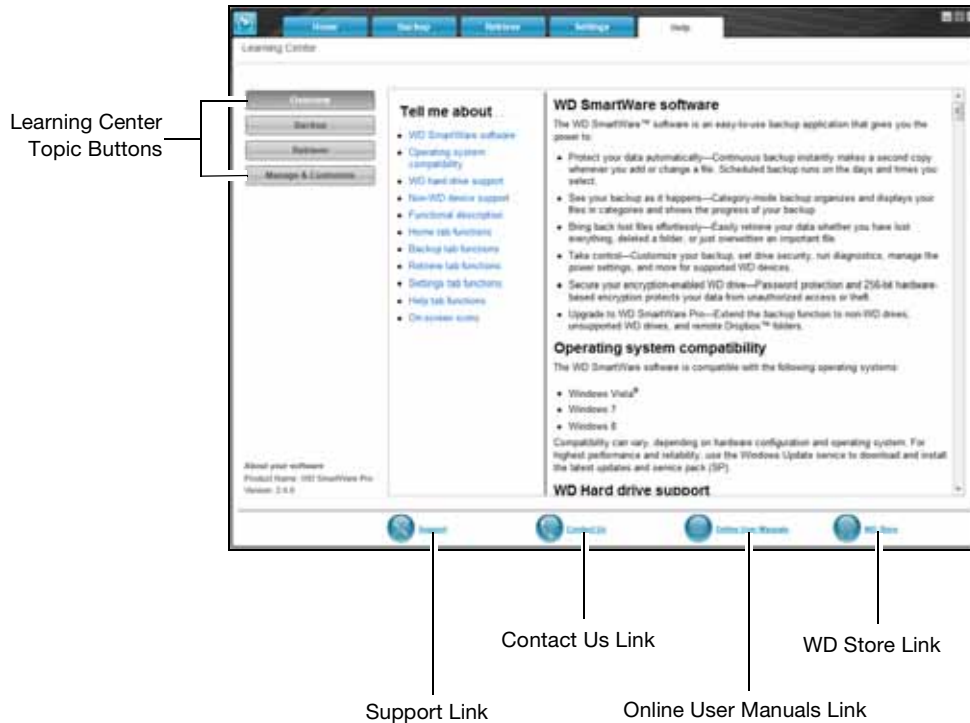 Home Backup Retrieve Settings Help
Learning Center
Learning Center
Topic Buttons
Overview
Backup
Retrieve
Manage & Customize
Tell me about
• WD SmartWare software
• Operating system
compatibility
• WD hard drive support
• Non-WD device support
• Functional description
• Home tab functions
• Backup tab functions
• Retrieve tab functions
• Settings tab functions
• Help tab functions
• On-screen icons
WD SmartWare software
The WD SmartWare™ software is an easy-to-use backup application that gives you the
power to:
• Protect your data automatically—Continuous backup instantly makes a second copy
whenever you add or change a file. Scheduled backup runs on the days and times you
select.
• See your backup as it happens—Category-mode backup organizes and displays your
files in categories and shows the progress of your backup
• Bring back lost files effortlessly—Easily retrieve your data whether you have lost
everything, deleted a folder, or just overwritten an important file.
• Take control—Customize your backup, set drive security, run diagnostics, manage the
power settings, and more for supported WD devices.
• Secure your encryption-enabled WD drive—Password protection and 256-bit hardware-
based encryption protects your data from unauthorized access or theft.
• Upgrade to WD SmartWare Pro—Extend the backup function to non-WD drives,
unsupported WD drives, and remote Dropbox™ folders.
Operating system compatibility
The WD SmartWare software is compatible with the following operating systems:
• Windows Vista®
• Windows 7
• Windows 8
Compatibility can vary, depending on hardware configuration and operating system. For
highest performance and reliability, use the Windows Update service to download and install
the latest updates and service pack (SP).
WD Hard drive support
About your software
Product Name: WD SmartWare Pro
Version:
Support
Contact Us
Online User Manuals
WD Store
Contact Us Link
WD Store Link
Support Link
Online User Manuals Link